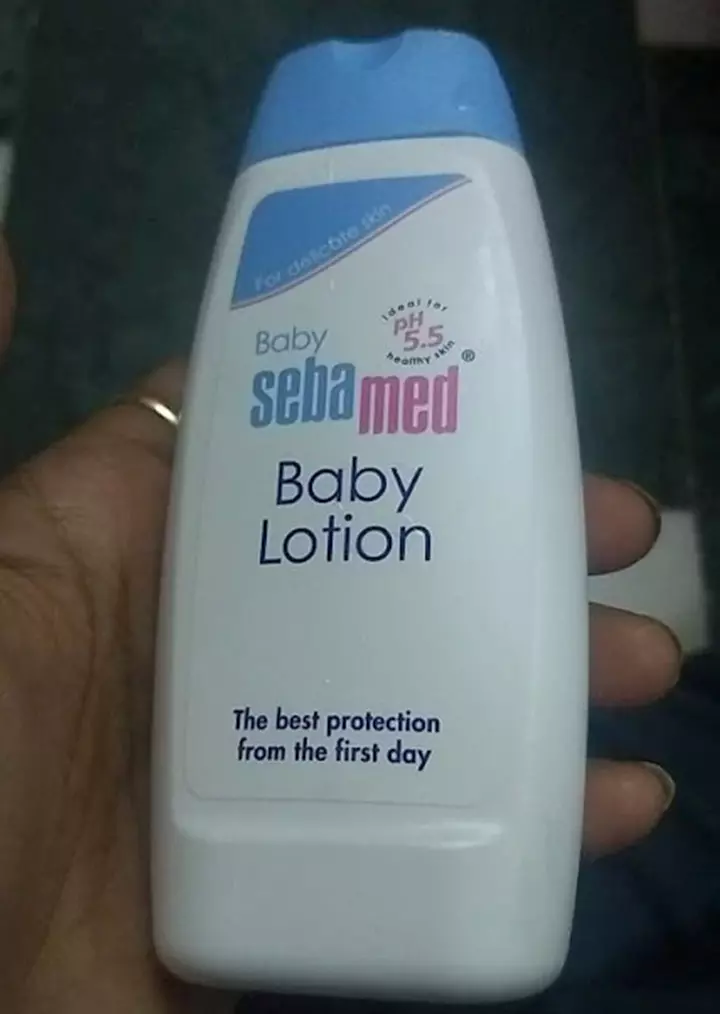 For delicate skin
ideal for
pH
5.5
healthy skin
Baby
sebamed®
Baby
Lotion
The best protection
from the first day